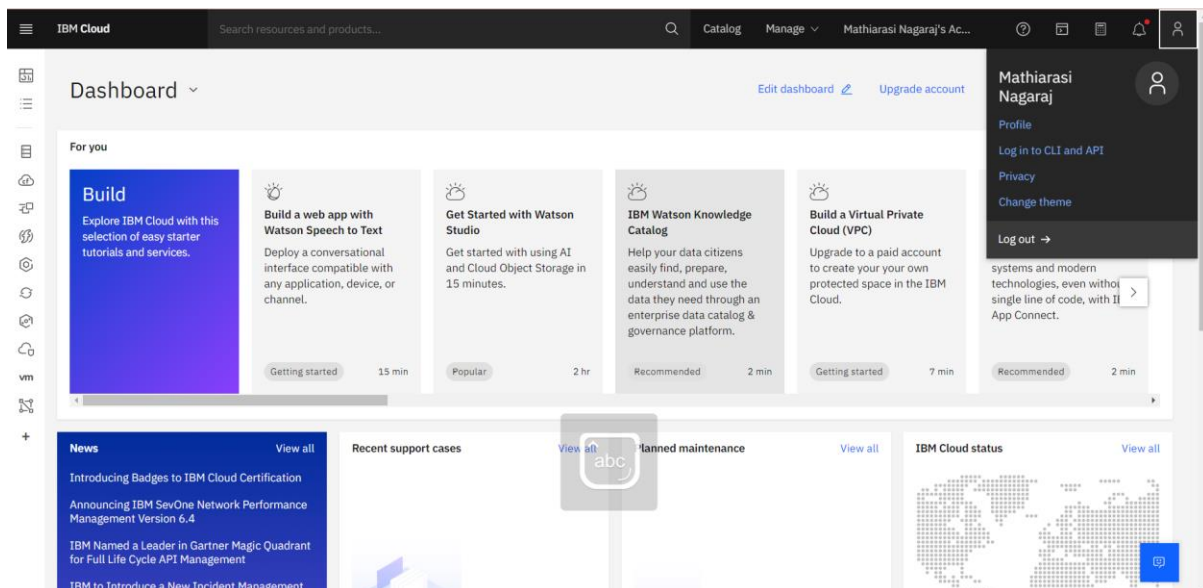 IBM Cloud
Search resources and products...
Catalog
Manage
Mathiarasi Nagaraj's Ac...
Mathiarasi
Nagaraj
Profile
Log in to CLI and API
Privacy
Change theme
Log out →
Dashboard
Edit dashboard
Upgrade account
For you
Build
Explore IBM Cloud with this
selection of easy starter
tutorials and services.
Build a web app with
Watson Speech to Text
Deploy a conversational
interface compatible with
any application, device, or
channel.
Getting started
15 min
Get Started with Watson
Studio
Get started with using AI
and Cloud Object Storage in
15 minutes.
Popular
2 hr
IBM Watson Knowledge
Catalog
Help your data citizens
easily find, prepare,
understand and use the
data they need through an
enterprise data catalog &
governance platform.
Recommended
2 min
Build a Virtual Private
Cloud (VPC)
Upgrade to a paid account
to create your your own
protected space in the IBM
Cloud.
Getting started
7 min
systems and modern
technologies, even
single line of code, with
App Connect.
Recommended
2 min
vm
News
View all
Introducing Badges to IBM Cloud Certification
Announcing IBM SevOne Network Performance
Management Version 6.4
IBM Named a Leader in Gartner Magic Quadrant
for Full Life Cycle API Management
IBM to Introduce a New Incident Management
Recent support cases
View all
abc
Planned maintenance
View all
IBM Cloud status
View all